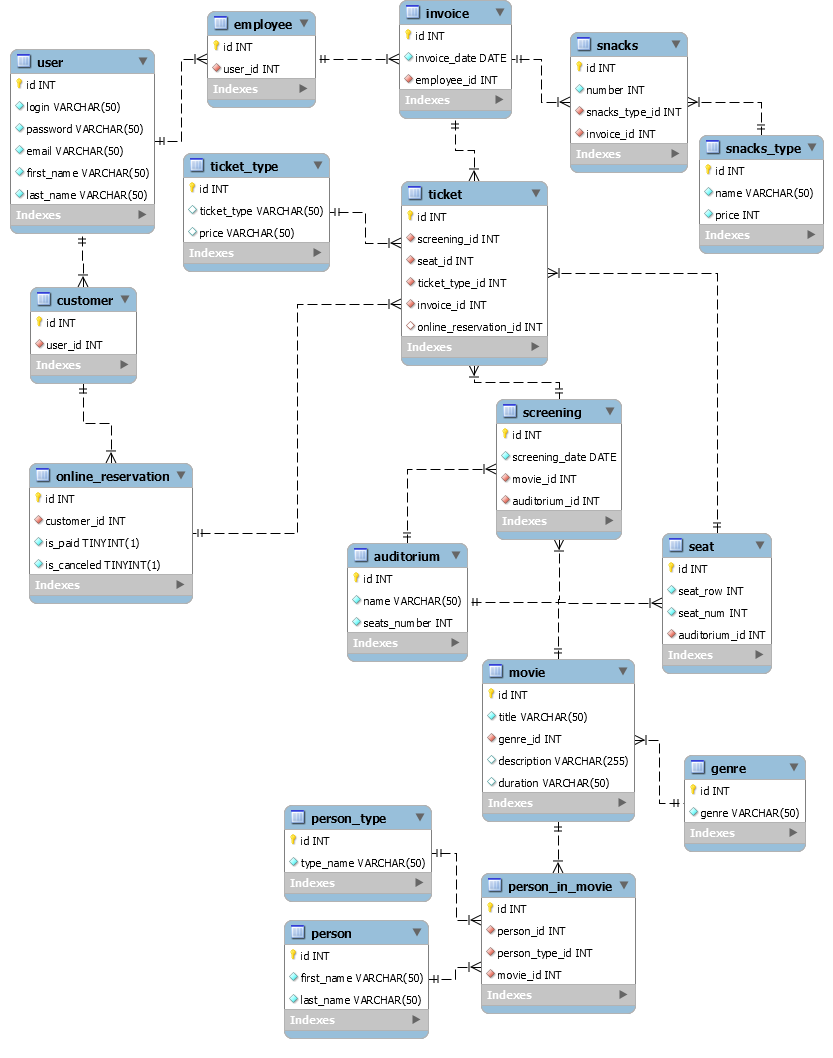 employee
id INT
user_id INT
Indexes
invoice
id INT
invoice_date DATE
employee_id INT
Indexes
snacks
id INT
number INT
snacks_type_id INT
invoice_id INT
Indexes
user
id INT
login VARCHAR(50)
password VARCHAR(50)
email VARCHAR(50)
first_name VARCHAR(50)
last_name VARCHAR(50)
Indexes
snacks_type
id INT
name VARCHAR(50)
price INT
Indexes
ticket_type
id INT
ticket_type VARCHAR(50)
price VARCHAR(50)
Indexes
ticket
id INT
screening_id INT
seat_id INT
ticket_type_id INT
invoice_id INT
online_reservation_id INT
Indexes
customer
id INT
user_id INT
Indexes
screening
id INT
screening_date DATE
movie_id INT
auditorium_id INT
Indexes
online_reservation
id INT
customer_id INT
is_paid TINYINT(1)
is_canceled TINYINT(1)
Indexes
auditorium
id INT
name VARCHAR(50)
seats_number INT
Indexes
seat
id INT
seat_row INT
seat_num INT
auditorium_id INT
Indexes
movie
id INT
title VARCHAR(50)
genre_id INT
description VARCHAR(255)
duration VARCHAR(50)
Indexes
genre
id INT
genre VARCHAR(50)
Indexes
person_type
id INT
type_name VARCHAR(50)
Indexes
person_in_movie
id INT
person_id INT
person_type_id INT
movie_id INT
Indexes
person
id INT
first_name VARCHAR(50)
last_name VARCHAR(50)
Indexes